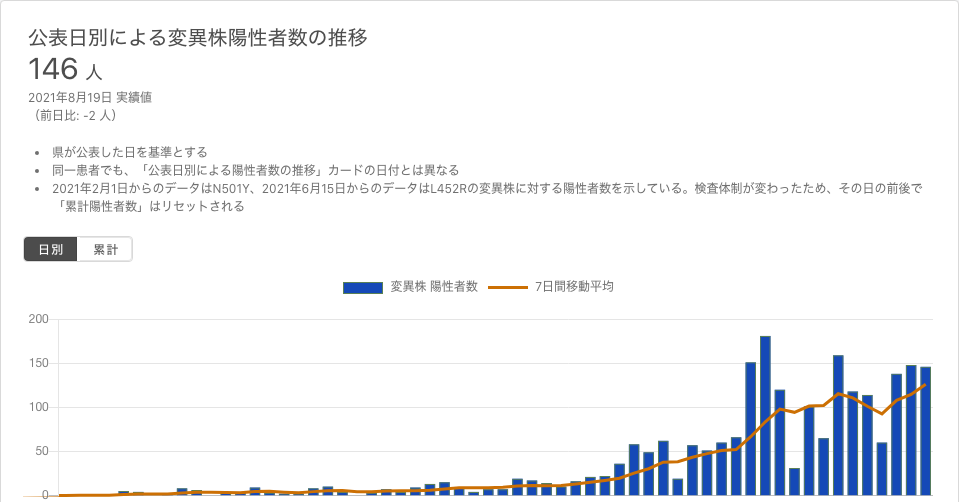 公表日別による変異株陽性者数の推移
146 人
2021年8月19日 実績値
（前日比: -2 人）
• 県が公表した日を基準とする
• 同一患者でも、「公表日別による陽性者数の推移」カードの日付とは異なる
• 2021年2月1日からのデータはN501Y、2021年6月15日からのデータはL452Rの変異株に対する陽性者数を示している。検査体制が変わったため、その日の前後で
「累計陽性者数」はリセットされる
日別 累計
変異株 陽性者数 7日間移動平均
200
150
100
50
0